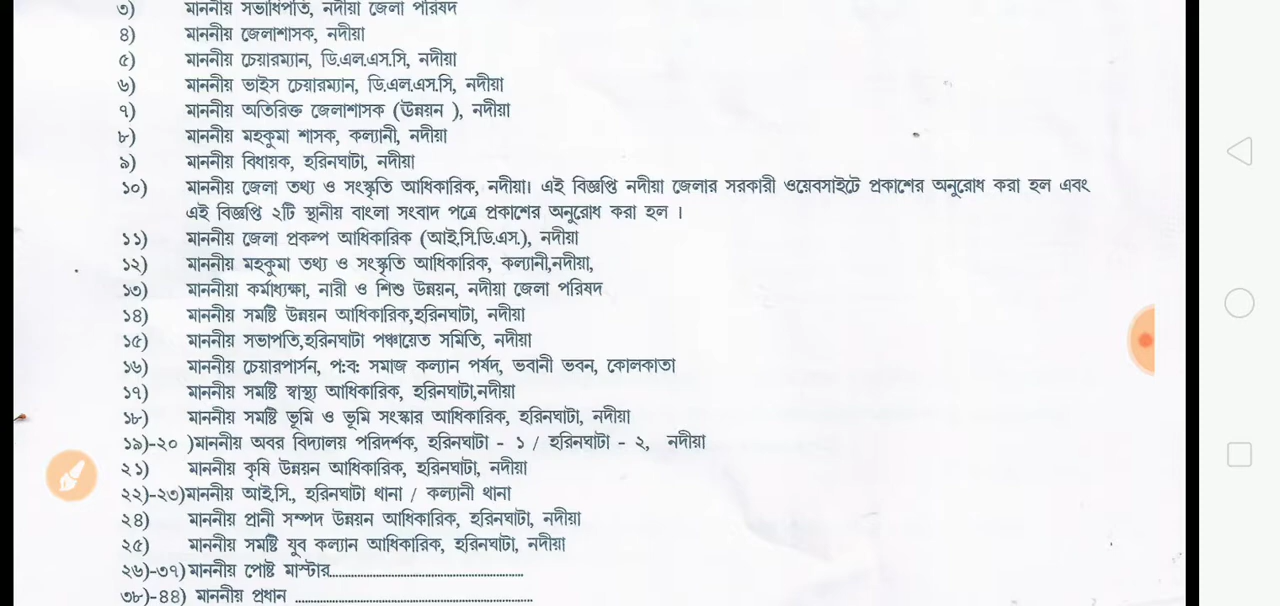 ৩) মাননীয় সভাধিপতি, নদীয়া জেলা পরিষদ
৪) মাননীয় জেলাশাসক, নদীয়া
৫) মাননীয় চেয়ারম্যান, ডি.এল.এস.সি, নদীয়া
৬) মাননীয় ভাইস চেয়ারম্যান, ডি.এল.এস.সি, নদীয়া
৭) মাননীয় অতিরিক্ত জেলাশাসক (উন্নয়ন ), নদীয়া
৮) মাননীয় মহকুমা শাসক, কল্যানী, নদীয়া
৯) মাননীয় বিধায়ক, হরিনঘাটা, নদীয়া
১০) মাননীয় জেলা তথ্য ও সংস্কৃতি আধিকারিক, নদীয়া। এই বিজ্ঞপ্তি নদীয়া জেলার সরকারী ওয়েবসাইটে প্রকাশের অনুরোধ করা হল এবং
এই বিজ্ঞপ্তি ২টি স্থানীয় বাংলা সংবাদ পত্রে প্রকাশের অনুরোধ করা হল ।
১১) মাননীয় জেলা প্রকল্প আধিকারিক (আই.সি.ডি.এস.), নদীয়া
১২) মাননীয় মহকুমা তথ্য ও সংস্কৃতি আধিকারিক, কল্যানী,নদীয়া,
১৩) মাননীয়া কর্মাধ্যক্ষা, নারী ও শিশু উন্নয়ন, নদীয়া জেলা পরিষদ
১৪) মাননীয় সমষ্টি উন্নয়ন আধিকারিক,হরিনঘাটা, নদীয়া
১৫) মাননীয় সভাপতি,হরিনঘাটা পঞ্চায়েত সমিতি, নদীয়া
১৬) মাননীয় চেয়ারপার্সন, প:ব: সমাজ কল্যান পর্ষদ, ভবানী ভবন, কোলকাতা
১৭) মাননীয় সমষ্টি স্বাস্থ্য আধিকারিক, হরিনঘাটা,নদীয়া
১৮) মাননীয় সমষ্টি ভূমি ও ভূমি সংস্কার আধিকারিক, হরিনঘাটা, নদীয়া
১৯)-২০ )মাননীয় অবর বিদ্যালয় পরিদর্শক, হরিনঘাটা - ১ / হরিনঘাটা - ২, নদীয়া
২১) মাননীয় কৃষি উন্নয়ন আধিকারিক, হরিনঘাটা, নদীয়া
২২)-২৩)মাননীয় আই.সি., হরিনঘাটা থানা / কল্যানী থানা
২৪) মাননীয় প্রানী সম্পদ উন্নয়ন আধিকারিক, হরিনঘাটা, নদীয়া
২৫) মাননীয় সমষ্টি যুব কল্যান আধিকারিক, হরিনঘাটা, নদীয়া
২৬)-৩৭) মাননীয় পোষ্ট মাস্টার..............................................................
৩৮)-৪৪) মাননীয় প্রধান ..............................................................